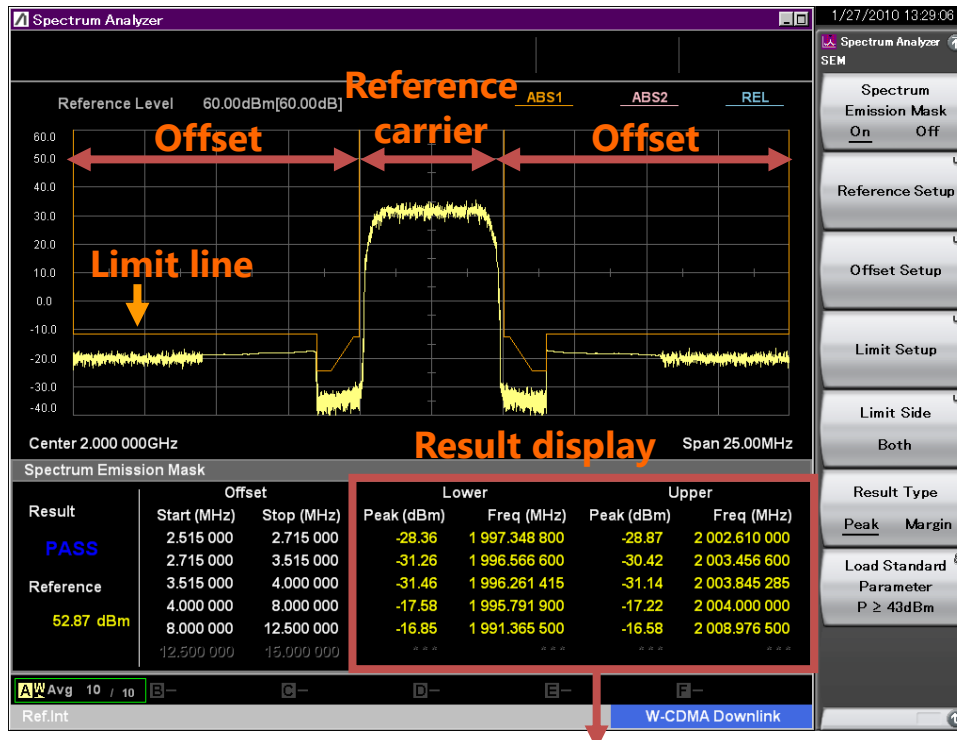 Spectrum Analyzer
1/27/2010 13:29:06
Spectrum Analyzer
SEM
Reference Level 60.00dBm[60.00dB]
ABS1 ABS2 REL
Reference
carrier
Offset
Offset
Limit line
60.0
50.0
40.0
30.0
20.0
10.0
0.0
-10.0
-20.0
-30.0
-40.0
Center 2.000 000GHz
Span 25.00MHz
Result display
Spectrum Emission Mask
Offset Lower Upper
Result Start (MHz) Stop (MHz) Peak (dBm) Freq (MHz) Peak (dBm) Freq (MHz)
PASS
2.515 000 2.715 000 -28.36 1 997.348 800 -28.87 2 002.610 000
2.715 000 3.515 000 -31.26 1 996.566 600 -30.42 2 003.456 600
Reference 3.515 000 4.000 000 -31.46 1 996.261 415 -31.14 2 003.845 285
4.000 000 8.000 000 -17.58 1 995.791 900 -17.22 2 004.000 000
52.87 dBm
8.000 000 12.500 000 -16.85 1 991.365 500 -16.58 2 008.976 500
12.500 000 15.000 000 *** *** *** ***
A W Avg 10 / 10 B- C- D- E- F-
Ref.Int
W-CDMA Downlink
Spectrum
Emission Mask
On Off
Reference Setup
Offset Setup
Limit Setup
Limit Side
Both
Result Type
Peak Margin
Load Standard
Parameter
P ≥ 43dBm